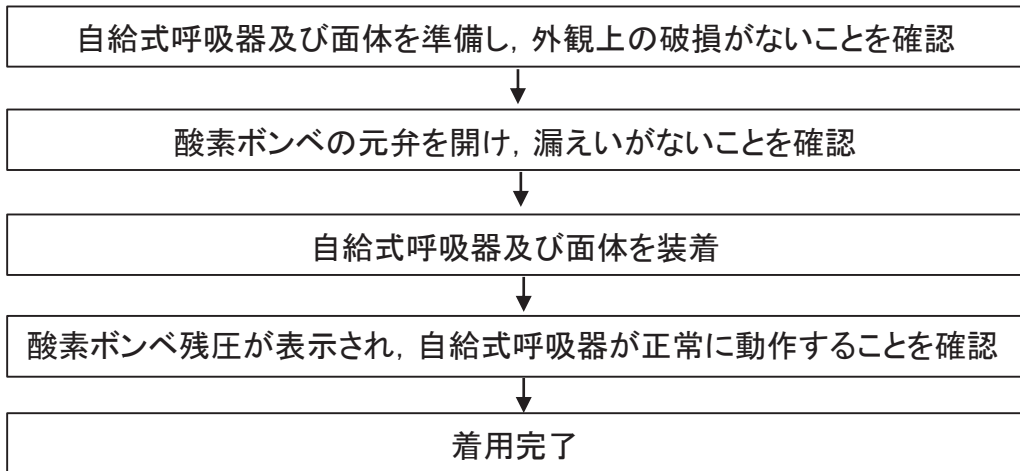 自給式呼吸器及び面体を準備し，外観上の破損がないことを確認
酸素ボンベの元弁を開け，漏えいがないことを確認
自給式呼吸器及び面体を装着
酸素ボンベ残圧が表示され，自給式呼吸器が正常に動作することを確認
着用完了